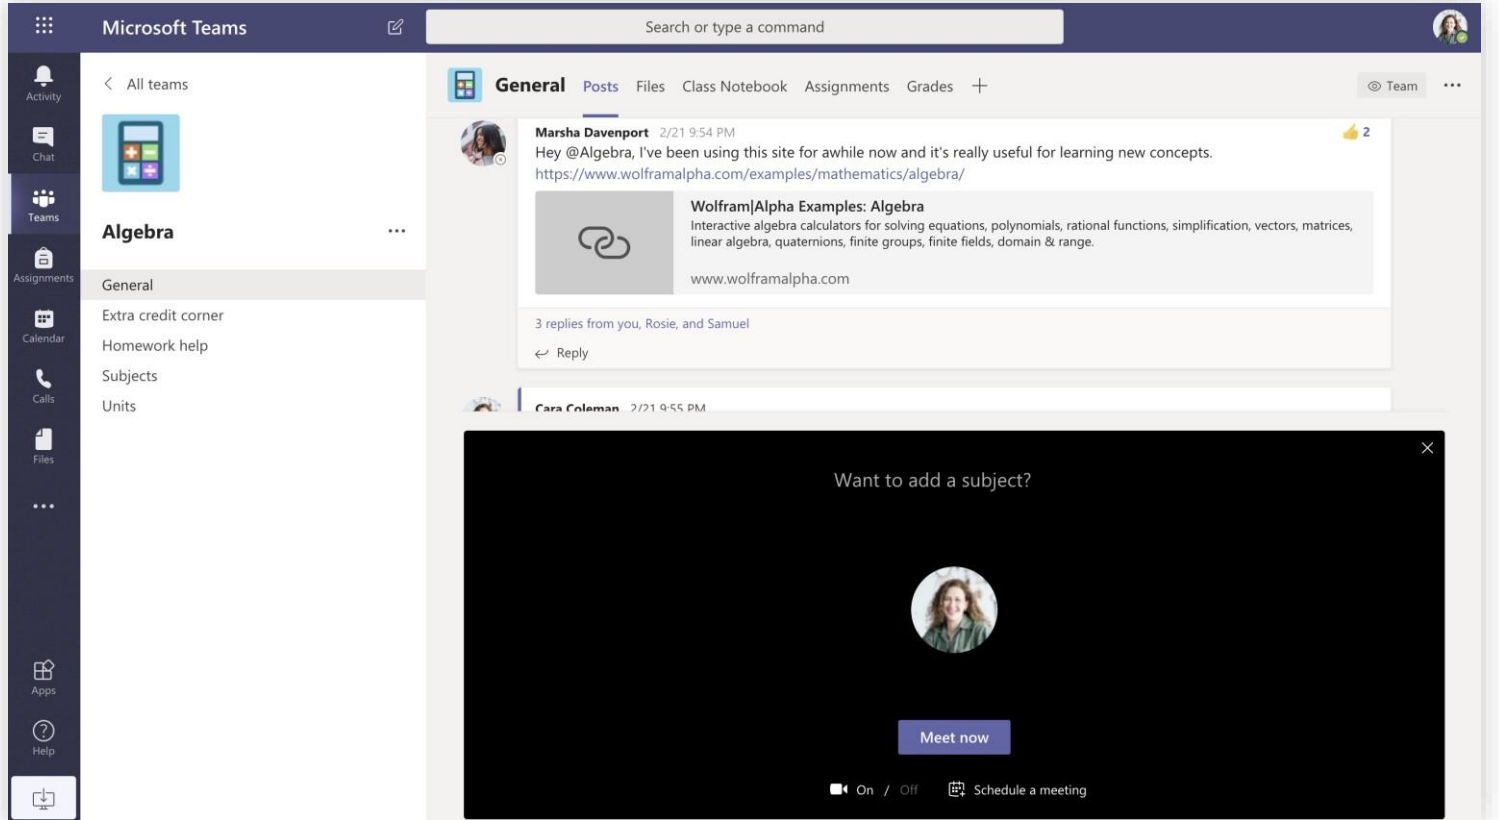 Microsoft Teams
Search or type a command
Activity
Chat
Teams
Assignments
Calendar
Calls
Files
Apps
Help
All teams
Algebra
General
Extra credit corner
Homework help
Subjects
Units
General Posts Files Class Notebook Assignments Grades
Team
Marsha Davenport 2/21 9:54 PM
2
Hey @Algebra, I've been using this site for awhile now and it's really useful for learning new concepts.
https://www.wolframalpha.com/examples/mathematics/algebra/
Wolfram|Alpha Examples: Algebra
Interactive algebra calculators for solving equations, polynomials, rational functions, simplification, vectors, matrices,
linear algebra, quaternions, finite groups, finite fields, domain & range.
www.wolframalpha.com
3 replies from you, Rosie, and Samuel
Reply
Cara Coleman 2/21 9:55 PM
Want to add a subject?
Meet now
On / Off
Schedule a meeting